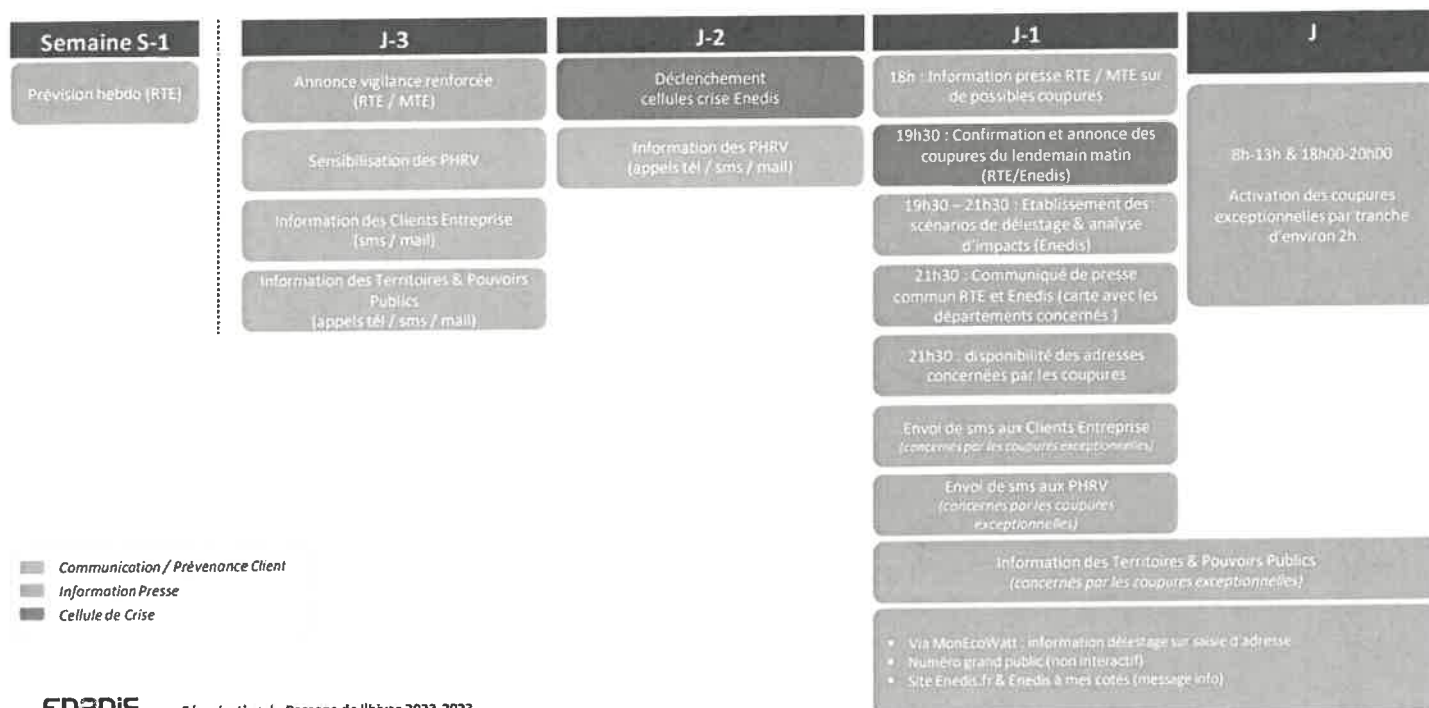 Semaine S-1
Prévision hebdo (RTE)
J-3
Annonce vigilance renforcée
(RTE / MTE)
Sensibilisation des PHRV
Information des Clients Entreprise
(sms / mail)
Information des Territoires & Pouvoirs
Publics
(appels tél / sms / mail)
J-2
Déclenchement
cellules crise Enedis
Information des PHRV
(appels tél / sms / mail)
J-1
18h : Information presse RTE / MTE sur
de possibles coupures
19h30 : Confirmation et annonce des
coupures du lendemain matin
(RTE/Enedis)
19h30 – 21h30 : Etablissement des
scénarios de délestage & analyse
d'impacts (Enedis)
21h30 : Communiqué de presse
commun RTE et Enedis (carte avec les
départements concernés )
21h30 : disponibilité des adresses
concernées par les coupures
Envoi de sms aux Clients Entreprise
(concernés par les coupures exceptionnelles)
Envoi de sms aux PHRV
(concernés par les coupures
exceptionnelles)
J
8h-13h & 18h00-20h00
Activation des coupures
exceptionnelles par tranche
d'environ 2h
Information des Territoires & Pouvoirs Publics
(concernés par les coupures exceptionnelles)
• Via MonEcoWatt : information délestage sur saisie d'adresse
• Numéro grand public (non interactif)
• Site Enedis.fr & Enedis à mes cotés (message info)
Communication / Prévenance Client
Information Presse
Cellule de Crise
ENEDIS